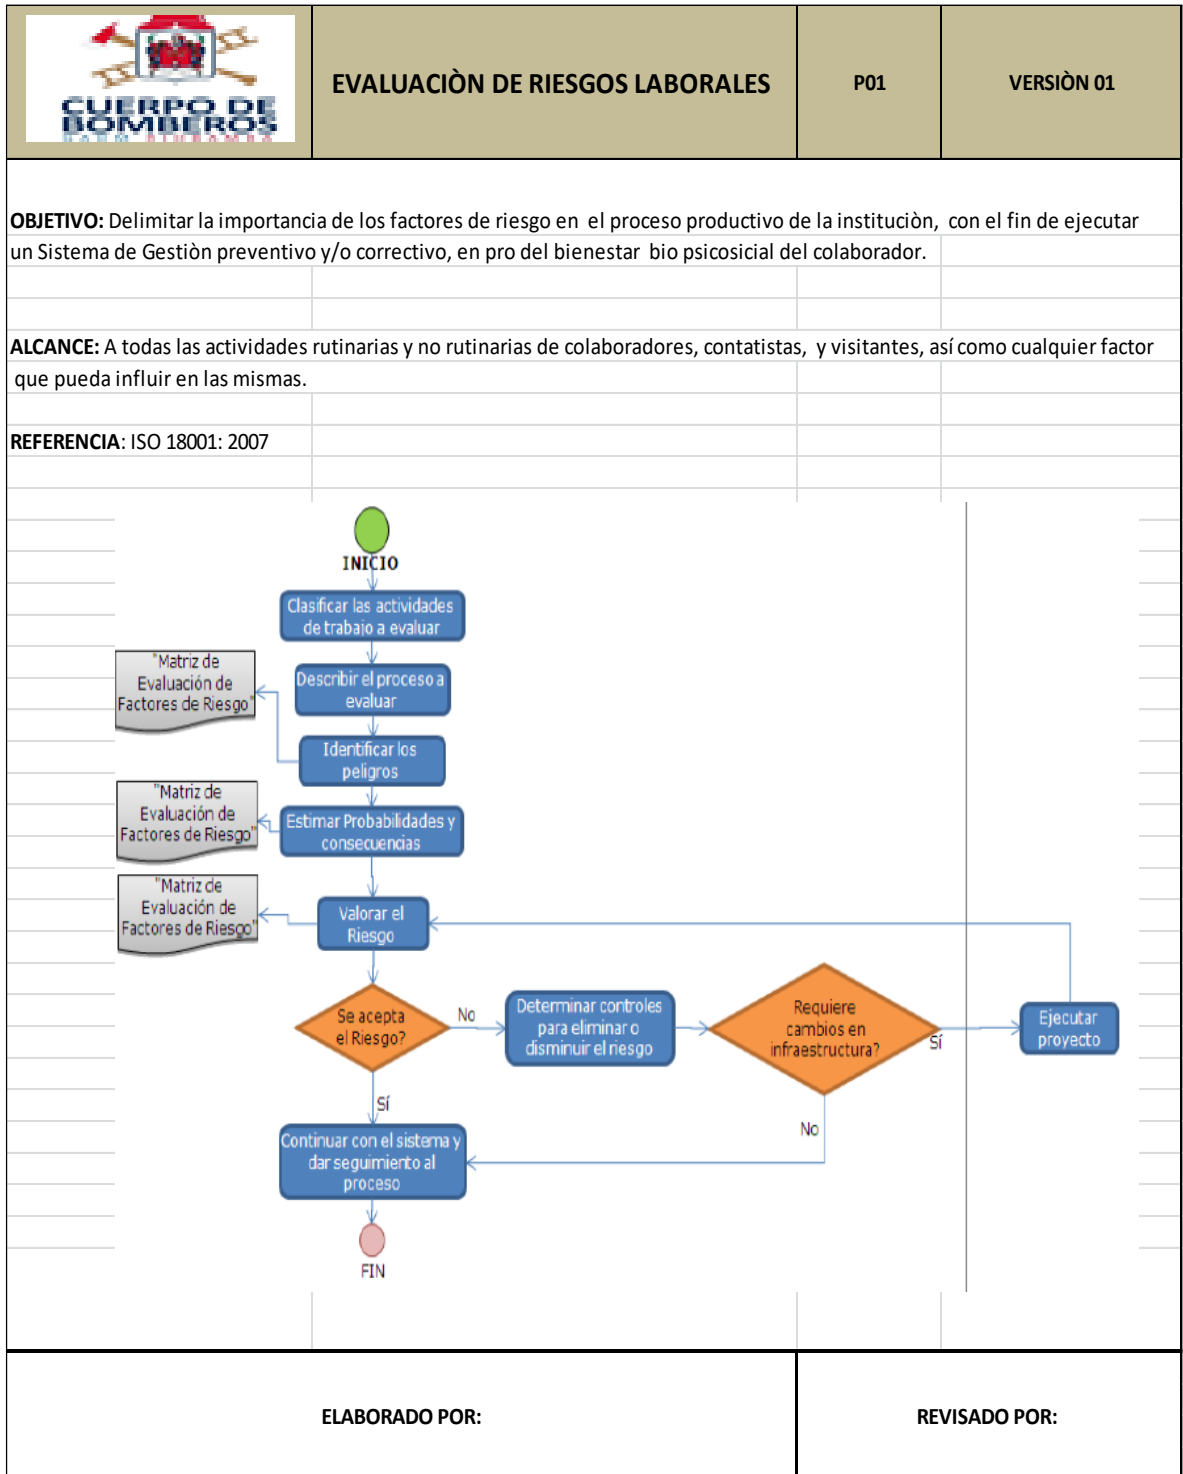 CUERPO DE
BOMBEROS
EVALUACIÒN DE RIESGOS LABORALES
P01
VERSIÒN 01
OBJETIVO: Delimitar la importancia de los factores de riesgo en el proceso productivo de la instituciòn, con el fin de ejecutar
un Sistema de Gestiòn preventivo y/o correctivo, en pro del bienestar bio psicosicial del colaborador.
ALCANCE: A todas las actividades rutinarias y no rutinarias de colaboradores, contatistas, y visitantes, así como cualquier factor
que pueda influir en las mismas.
REFERENCIA: ISO 18001: 2007
INICIO
Clasificar las actividades
de trabajo a evaluar
Describir el proceso a
evaluar
"Matriz de
Evaluación de
Factores de Riesgo"
Identificar los
peligros
"Matriz de
Evaluación de
Factores de Riesgo"
Estimar Probabilidades y
consecuencias
"Matriz de
Evaluación de
Factores de Riesgo"
Valorar el
Riesgo
Se acepta
el Riesgo?
No
Determinar controles
para eliminar o
disminuir el riesgo
Requiere
cambios en
infraestructura?
Sí
Ejecutar
proyecto
Sí
No
Continuar con el sistema y
dar seguimiento al
proceso
FIN
ELABORADO POR:
REVISADO POR: